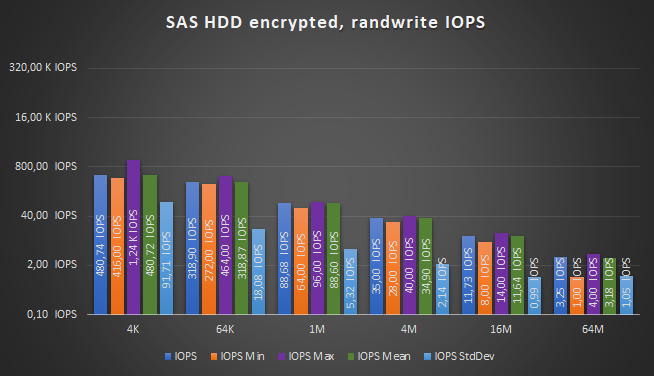 SAS HDD encrypted, randwrite IOPS
320,00 K IOPS
16,00 K IOPS
800,00 IOPS
40,00 IOPS
2,00 IOPS
0,10 IOPS
480,74 IOPS
416,00 IOPS
1,24 K IOPS
480,72 IOPS
91,71 IOPS
318,90 IOPS
272,00 IOPS
464,00 IOPS
318,87 IOPS
18,08 IOPS
88,68 IOPS
64,00 IOPS
96,00 IOPS
88,60 IOPS
5,32 IOPS
35,00 IOPS
28,00 IOPS
40,00 IOPS
34,90 IOPS
2,14 IOPS
11,73 IOPS
8,00 IOPS
14,00 IOPS
11,64 IOPS
0,99 IOPS
3,25 IOPS
1,00 IOPS
4,00 IOPS
3,18 IOPS
1,05 IOPS
4K 64K 1M 4M 16M 64M
IOPS IOPS Min IOPS Max IOPS Mean IOPS StdDev